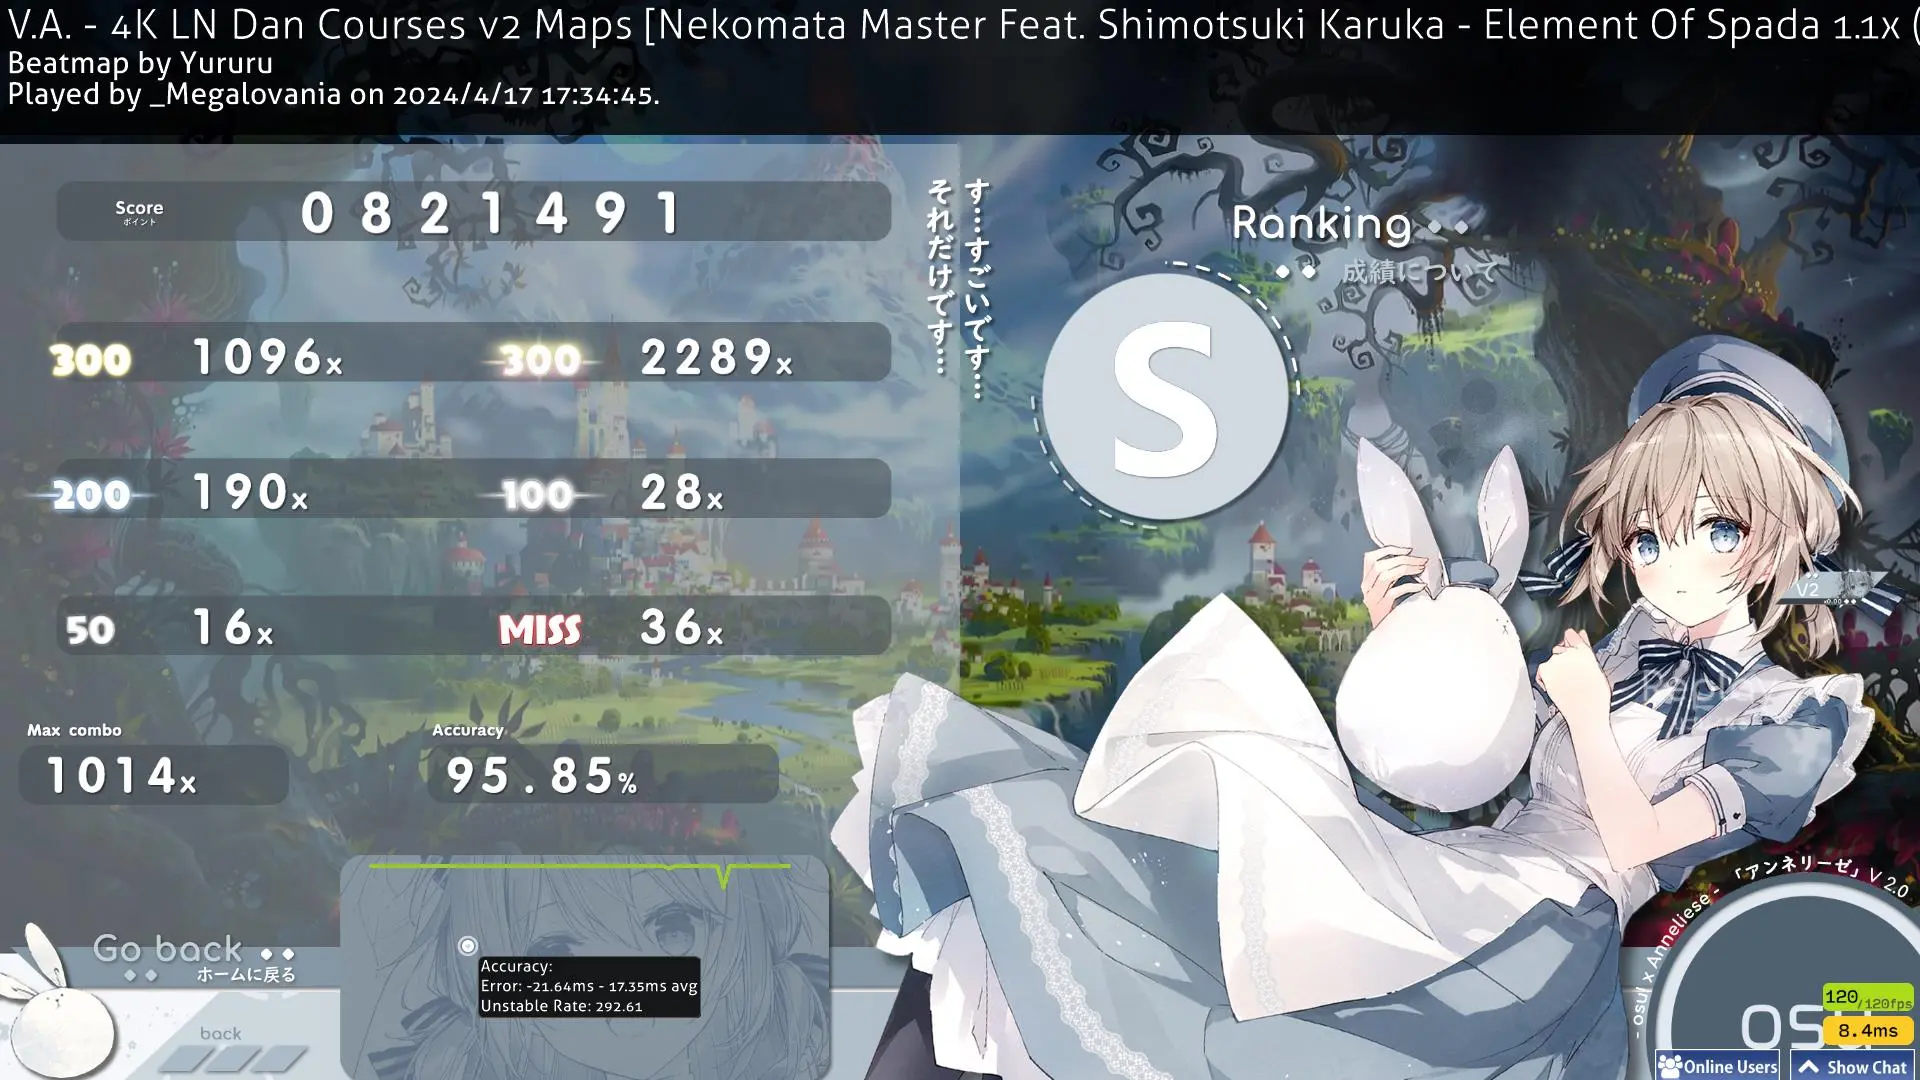 V.A. - 4K LN Dan Courses v2 Maps [Nekomata Master Feat. Shimotsuki Karuka - Element Of Spada 1.1x (
Beatmap by Yururu
Played by _Megalovania on 2024/4/17 17:34:45.
Score
ポイント
0821491
300 1096x 300 2289x
200 190x 100 28x
50 16x MISS 36x
Max combo
1014x
Accuracy
95.85%
す…すごいです…
それだけです…
Ranking
成績について
S
V2
Replay
Accuracy:
Error: -21.64ms - 17.35ms avg
Unstable Rate: 292.61
Go back
ホームに戻る
back
- osu! x Anneliese - 「アンネリーゼ」 V 2.0
osu
120/120fps
8.4ms
Online Users
Show Chat